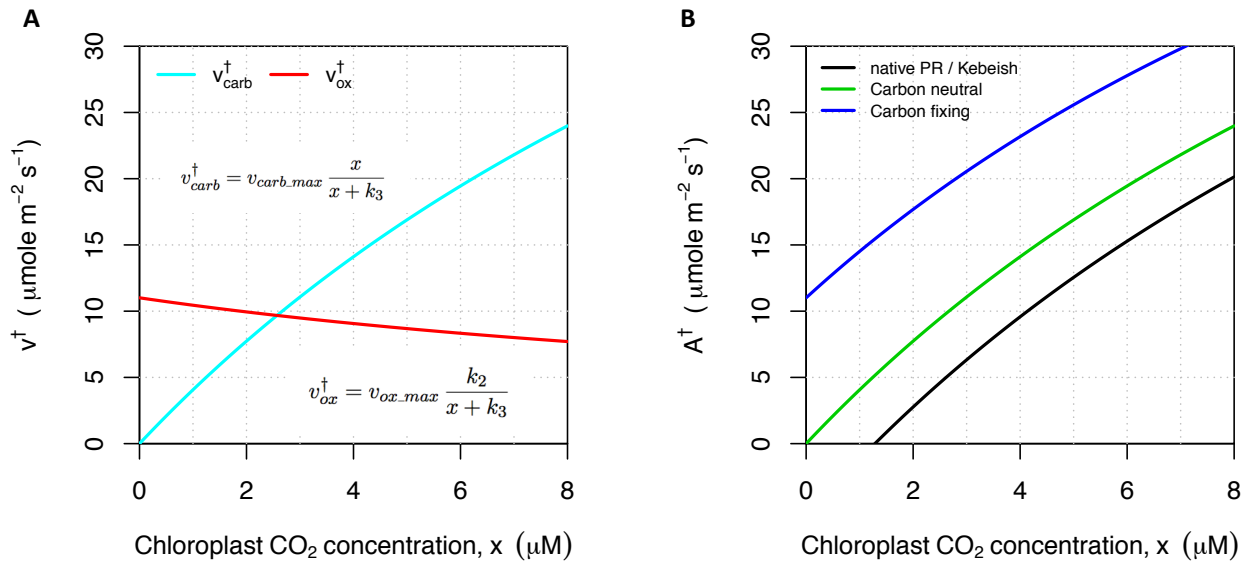 A
v†carb v†ox
v†carb = vcarb_max x / (x + k3)
v†ox = vox_max k2 / (x + k3)
v† ( μmole m−2 s−1)
30
25
20
15
10
5
0
0 2 4 6 8
Chloroplast CO2 concentration, x (μM)
B
native PR / Kebeish
Carbon neutral
Carbon fixing
A† ( μmole m−2 s−1)
30
25
20
15
10
5
0
0 2 4 6 8
Chloroplast CO2 concentration, x (μM)